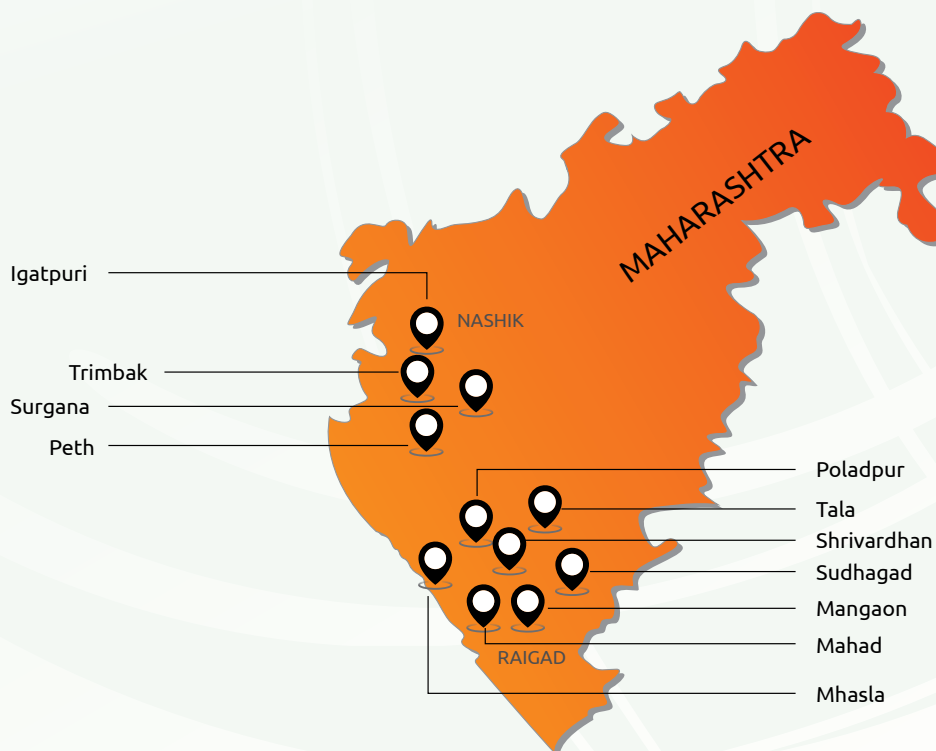 MAHARASHTRA
Igatpuri
NASHIK
Trimbak
Surgana
Peth
Poladpur
Tala
Shrivardhan
Sudhagad
Mangaon
Mahad
RAIGAD
Mhasla